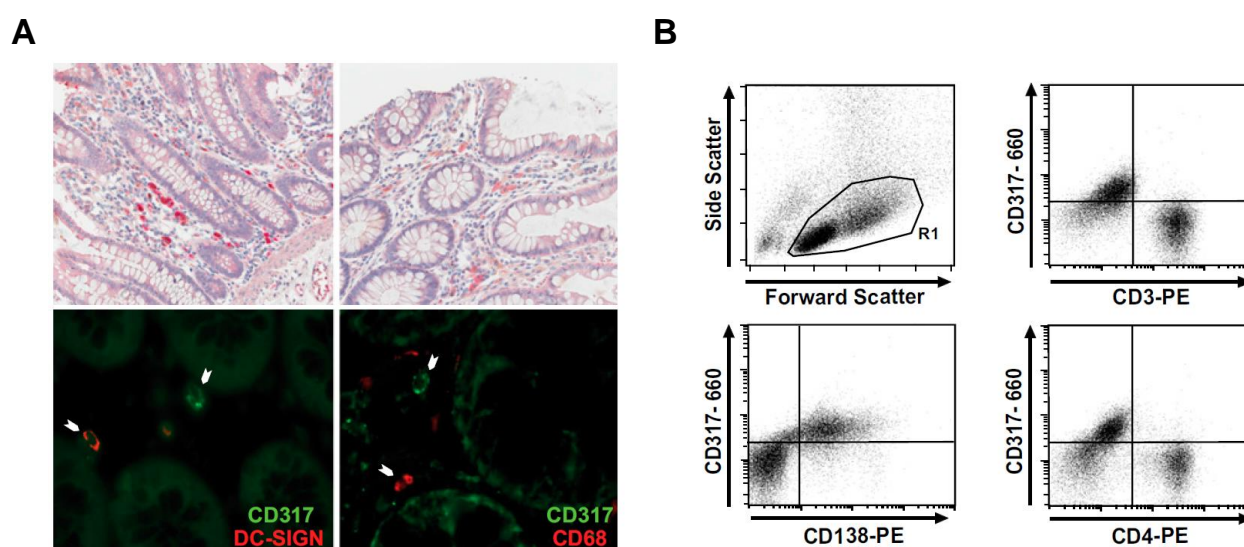 A
CD317
DC-SIGN
CD317
CD68
B
Side Scatter
R1
Forward Scatter
CD317- 660
CD3-PE
CD317- 660
CD138-PE
CD317- 660
CD4-PE